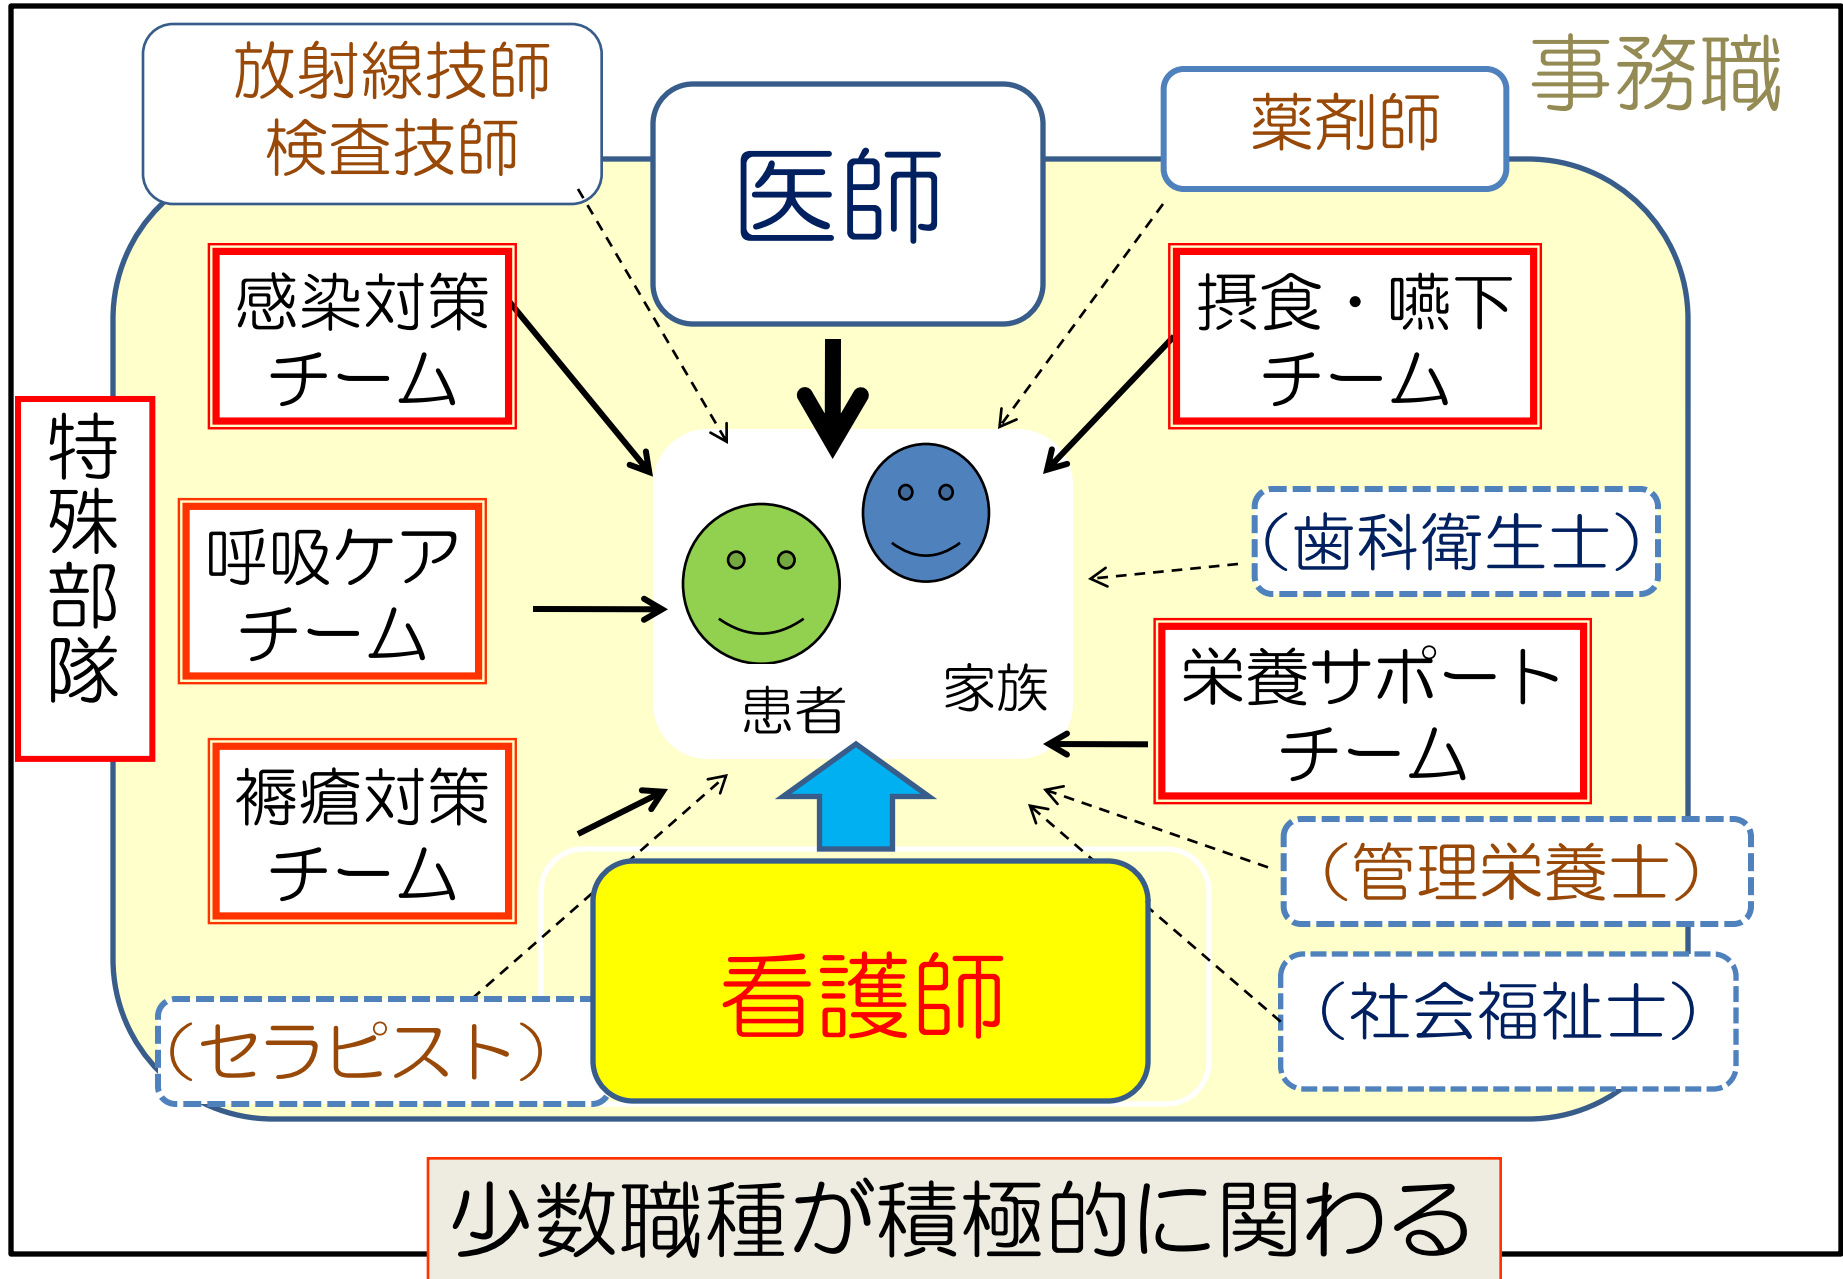 放射線技師
検査技師
医師
薬剤師
事務職
感染対策
チーム
摂食・嚥下
チーム
特殊部隊
呼吸ケア
チーム
(歯科衛生士)
患者
家族
栄養サポート
チーム
褥瘡対策
チーム
(管理栄養士)
看護師
(社会福祉士)
(セラピスト)
少数職種が積極的に関わる